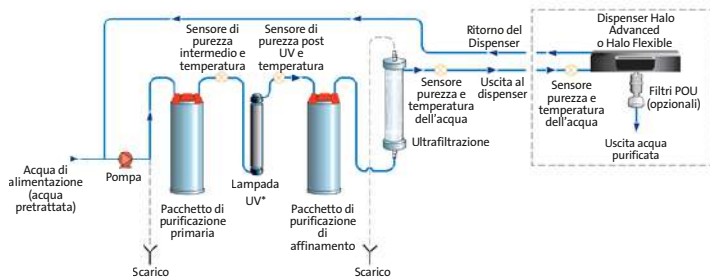 Sensore di
purezza
intermedio e
temperatura
Sensore di
purezza post
UV e
temperatura
Ritorno del
Dispenser
Dispenser Halo
Advanced
o Halo Flexible
Sensore
purezza e
temperatura
dell'acqua
Uscita al
dispenser
Sensore
purezza e
temperatura
dell'acqua
Filtri POU
(opzionali)
Ultrafiltrazione
Uscita acqua
purificata
Acqua di
alimentazione
(acqua
pretrattata)
Pompa
Pacchetto di
purificazione
primaria
Lampada
UV*
Pacchetto di
purificazione
di
affinamento
Scarico
Scarico